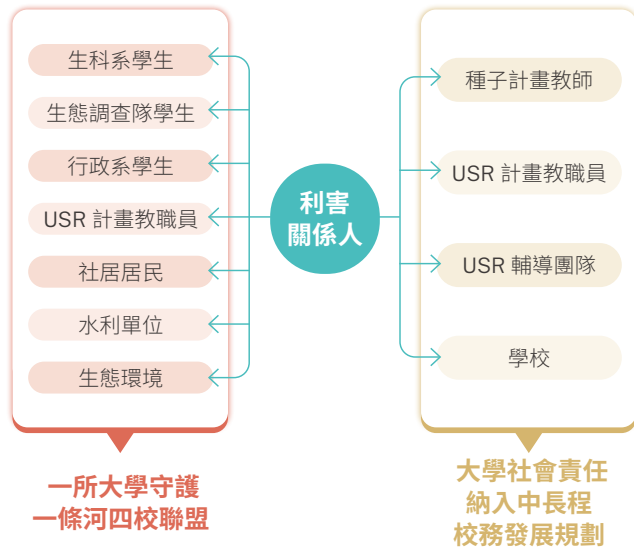 生科系學生
生態調查隊學生
行政系學生
USR 計畫教職員
社居居民
水利單位
生態環境
利害
關係人
種子計畫教師
USR 計畫教職員
USR 輔導團隊
學校
一所大學守護
一條河四校聯盟
大學社會責任
納入中長程
校務發展規劃